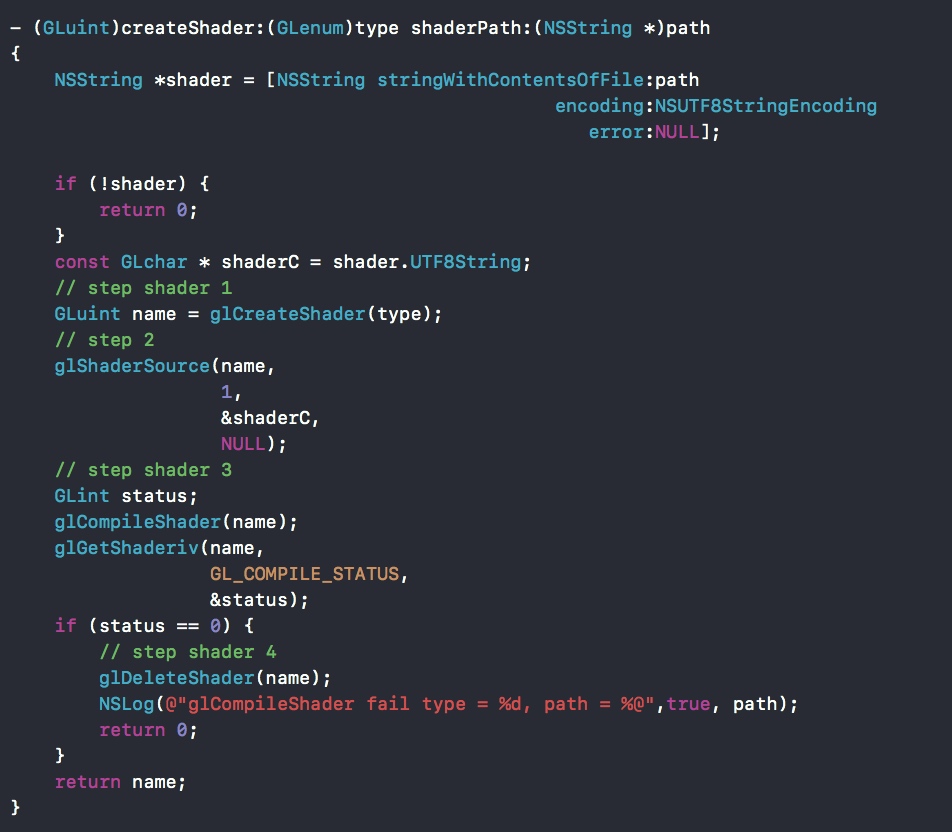 - (GLuint)createShader:(GLenum)type shaderPath:(NSString *)path
{
    NSString *shader = [NSString stringWithContentsOfFile:path
                                                 encoding:NSUTF8StringEncoding
                                                    error:NULL];

    if (!shader) {
        return 0;
    }
    const GLchar * shaderC = shader.UTF8String;
    // step shader 1
    GLuint name = glCreateShader(type);
    // step 2
    glShaderSource(name,
                   1,
                   &shaderC,
                   NULL);
    // step shader 3
    GLint status;
    glCompileShader(name);
    glGetShaderiv(name,
                  GL_COMPILE_STATUS,
                  &status);
    if (status == 0) {
        // step shader 4
        glDeleteShader(name);
        NSLog(@"glCompileShader fail type = %d, path = %@",true, path);
        return 0;
    }
    return name;
}